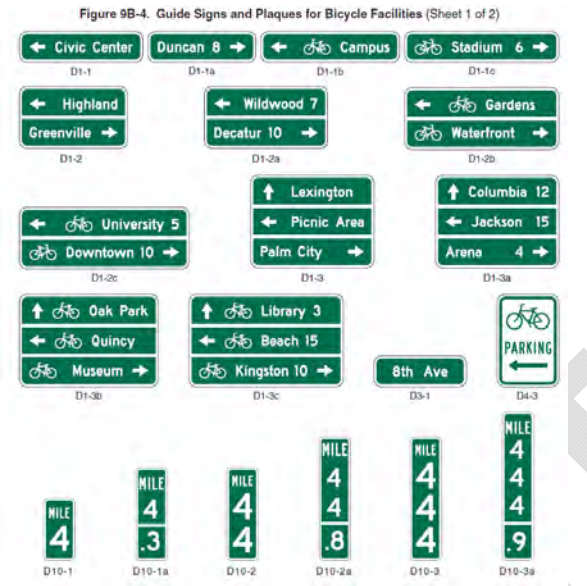 Figure 9B-4. Guide Signs and Plaques for Bicycle Facilities (Sheet 1 of 2)
Civic Center
Duncan 8
Campus
Stadium 6
D1-1
D1-1a
D1-1b
D1-1c
Highland
Greenville
Wildwood 7
Decatur 10
Gardens
Waterfront
D1-2
D1-2a
D1-2b
University 5
Downtown 10
Lexington
Picnic Area
Palm City
Columbia 12
Jackson 15
Arena 4
D1-2c
D1-3
D1-3a
Oak Park
Quincy
Museum
Library 3
Beach 15
Kingston 10
8th Ave
PARKING
D1-3b
D1-3c
D3-1
D4-3
MILE
4
MILE
4
.3
MILE
4
4
MILE
4
4
.8
MILE
4
4
4
MILE
4
4
4
.9
D10-1
D10-1a
D10-2
D10-2a
D10-3
D10-3a